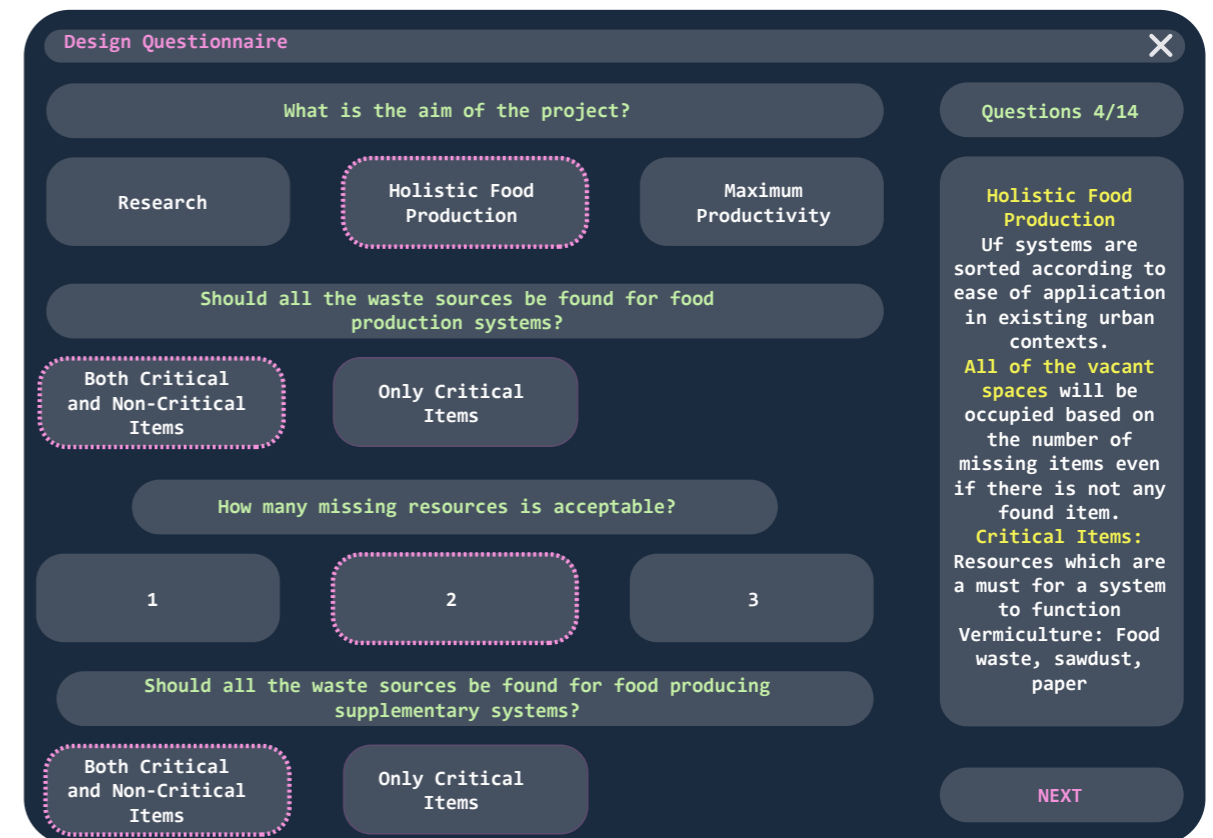 Design Questionnaire
What is the aim of the project?
Research
Holistic Food
Production
Maximum
Productivity
Should all the waste sources be found for food
production systems?
Both Critical
and Non-Critical
Items
Only Critical
Items
How many missing resources is acceptable?
1
2
3
Should all the waste sources be found for food producing
supplementary systems?
Both Critical
and Non-Critical
Items
Only Critical
Items
Questions 4/14
Holistic Food
Production
Uf systems are
sorted according to
ease of application
in existing urban
contexts.
All of the vacant
spaces will be
occupied based on
the number of
missing items even
if there is not any
found item.
Critical Items:
Resources which are
a must for a system
to function
Vermiculture: Food
waste, sawdust,
paper
NEXT